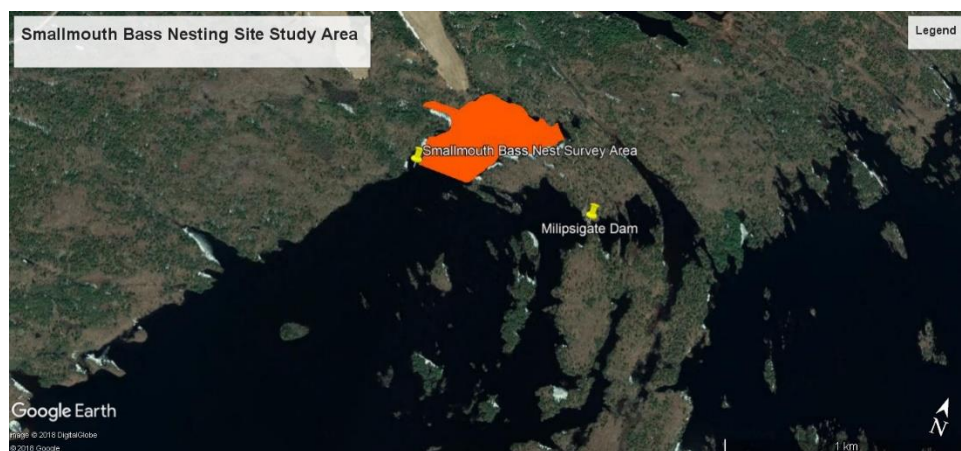 Smallmouth Bass Nesting Site Study Area
Legend
Smallmouth Bass Nest Survey Area
Milipsigate Dam
Google Earth
Image © 2018 DigitalGlobe
© 2018 Google
N
1 km